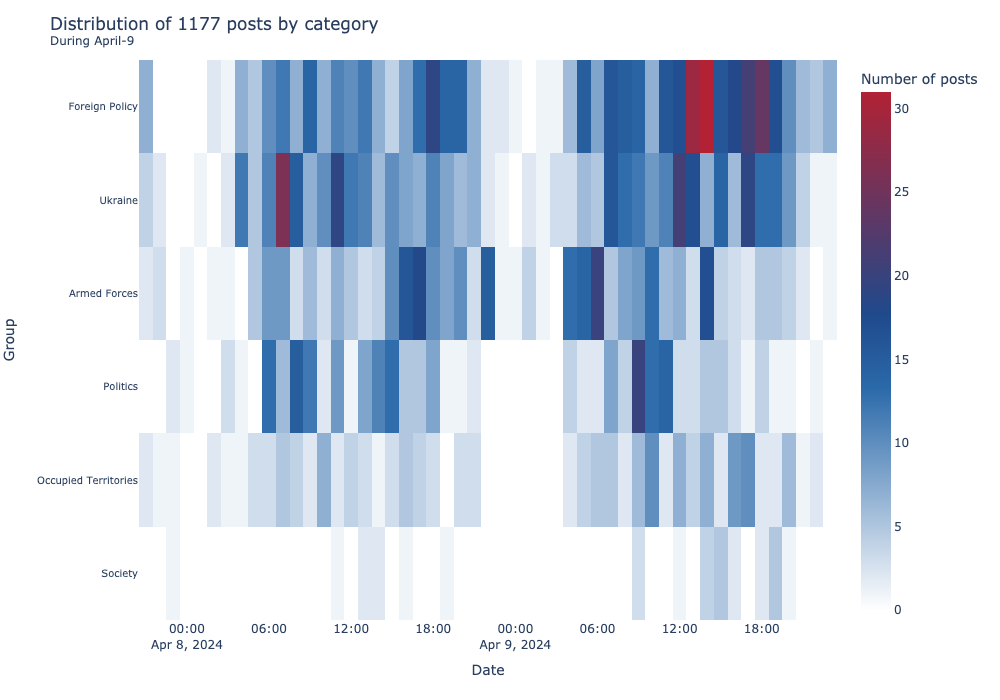 Distribution of 1177 posts by category
During April-9
Number of posts
Foreign Policy
Ukraine
Armed Forces
Politics
Occupied Territories
Society
Group
30
25
20
15
10
5
0
00:00 06:00 12:00 18:00 00:00 06:00 12:00 18:00
Apr 8, 2024 Apr 9, 2024
Date